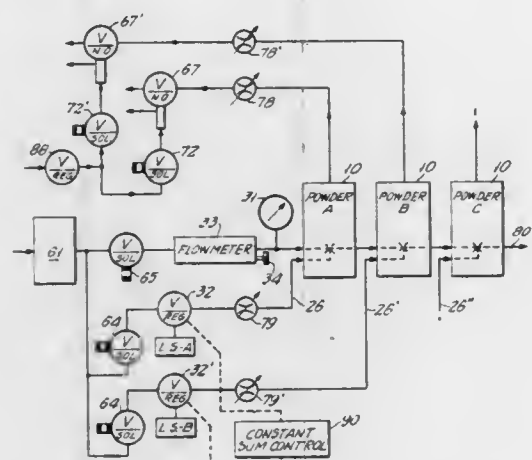 67'
V
NO
78'
67
V
NO
78
72'
V
SOL
88
V
REG
72
V
SOL
31
10
10
10
POWDER
A
POWDER
B
POWDER
C
33
FLOWMETER
34
80
61
V
SOL
65
32
V
REG
79
26
26'
26"
64
V
SOL
L.S-A
32'
V
REG
79'
64
V
SOL
L.S-B
90
CONSTANT
SUM CONTROL